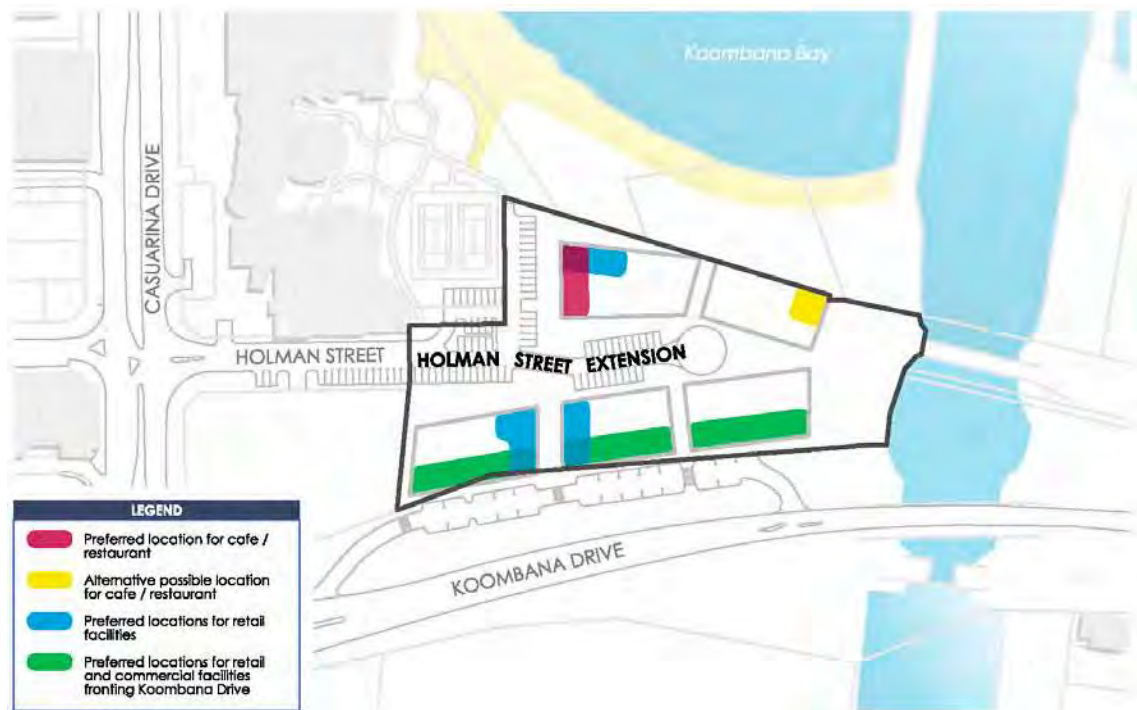 Koombana Bay
CASUARINA DRIVE
HOLMAN STREET
HOLMAN STREET EXTENSION
KOOMBANA DRIVE
LEGEND
Preferred location for cafe /
restaurant
Alternative possible location
for cafe / restaurant
Preferred locations for retail
facilities
Preferred locations for retail
and commercial facilities
fronting Koombana Drive